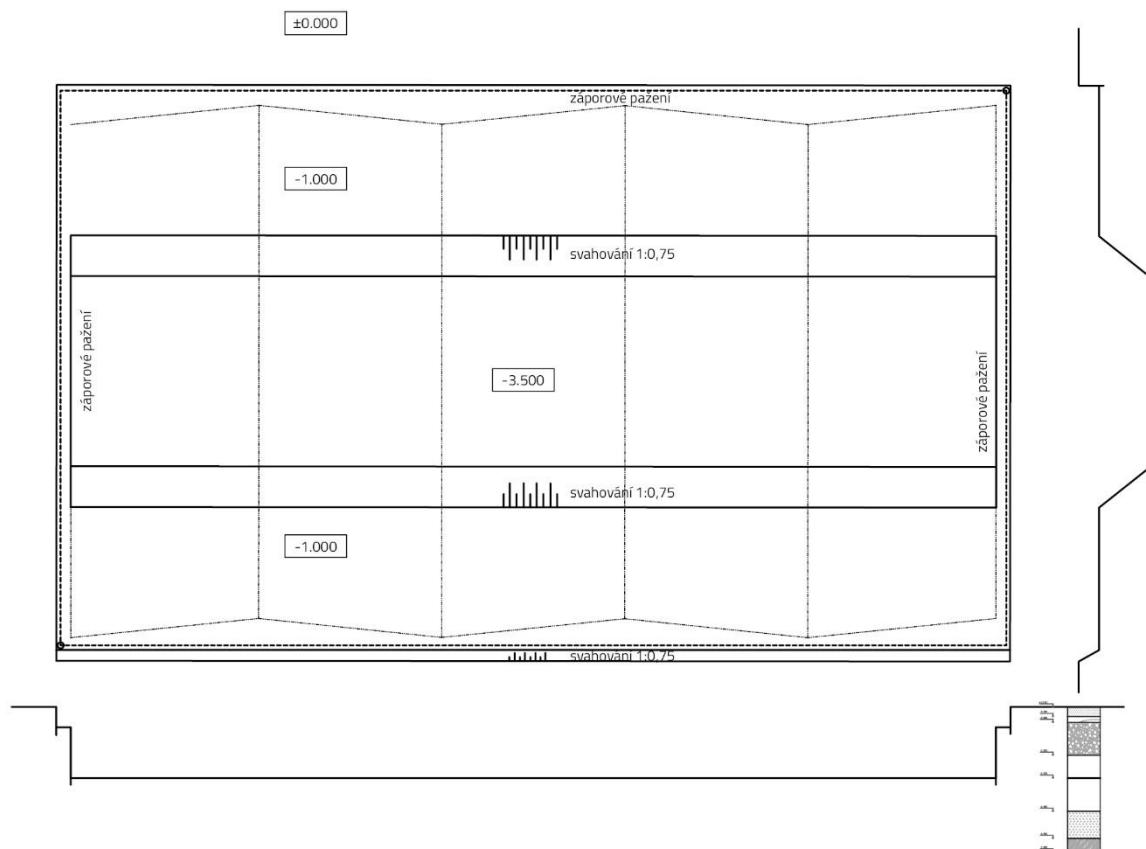 ±0.000
záporové pažení
-1.000
svahování 1:0,75
záporové pažení
-3.500
záporové pažení
svahování 1:0,75
-1.000
svahování 1:0,75